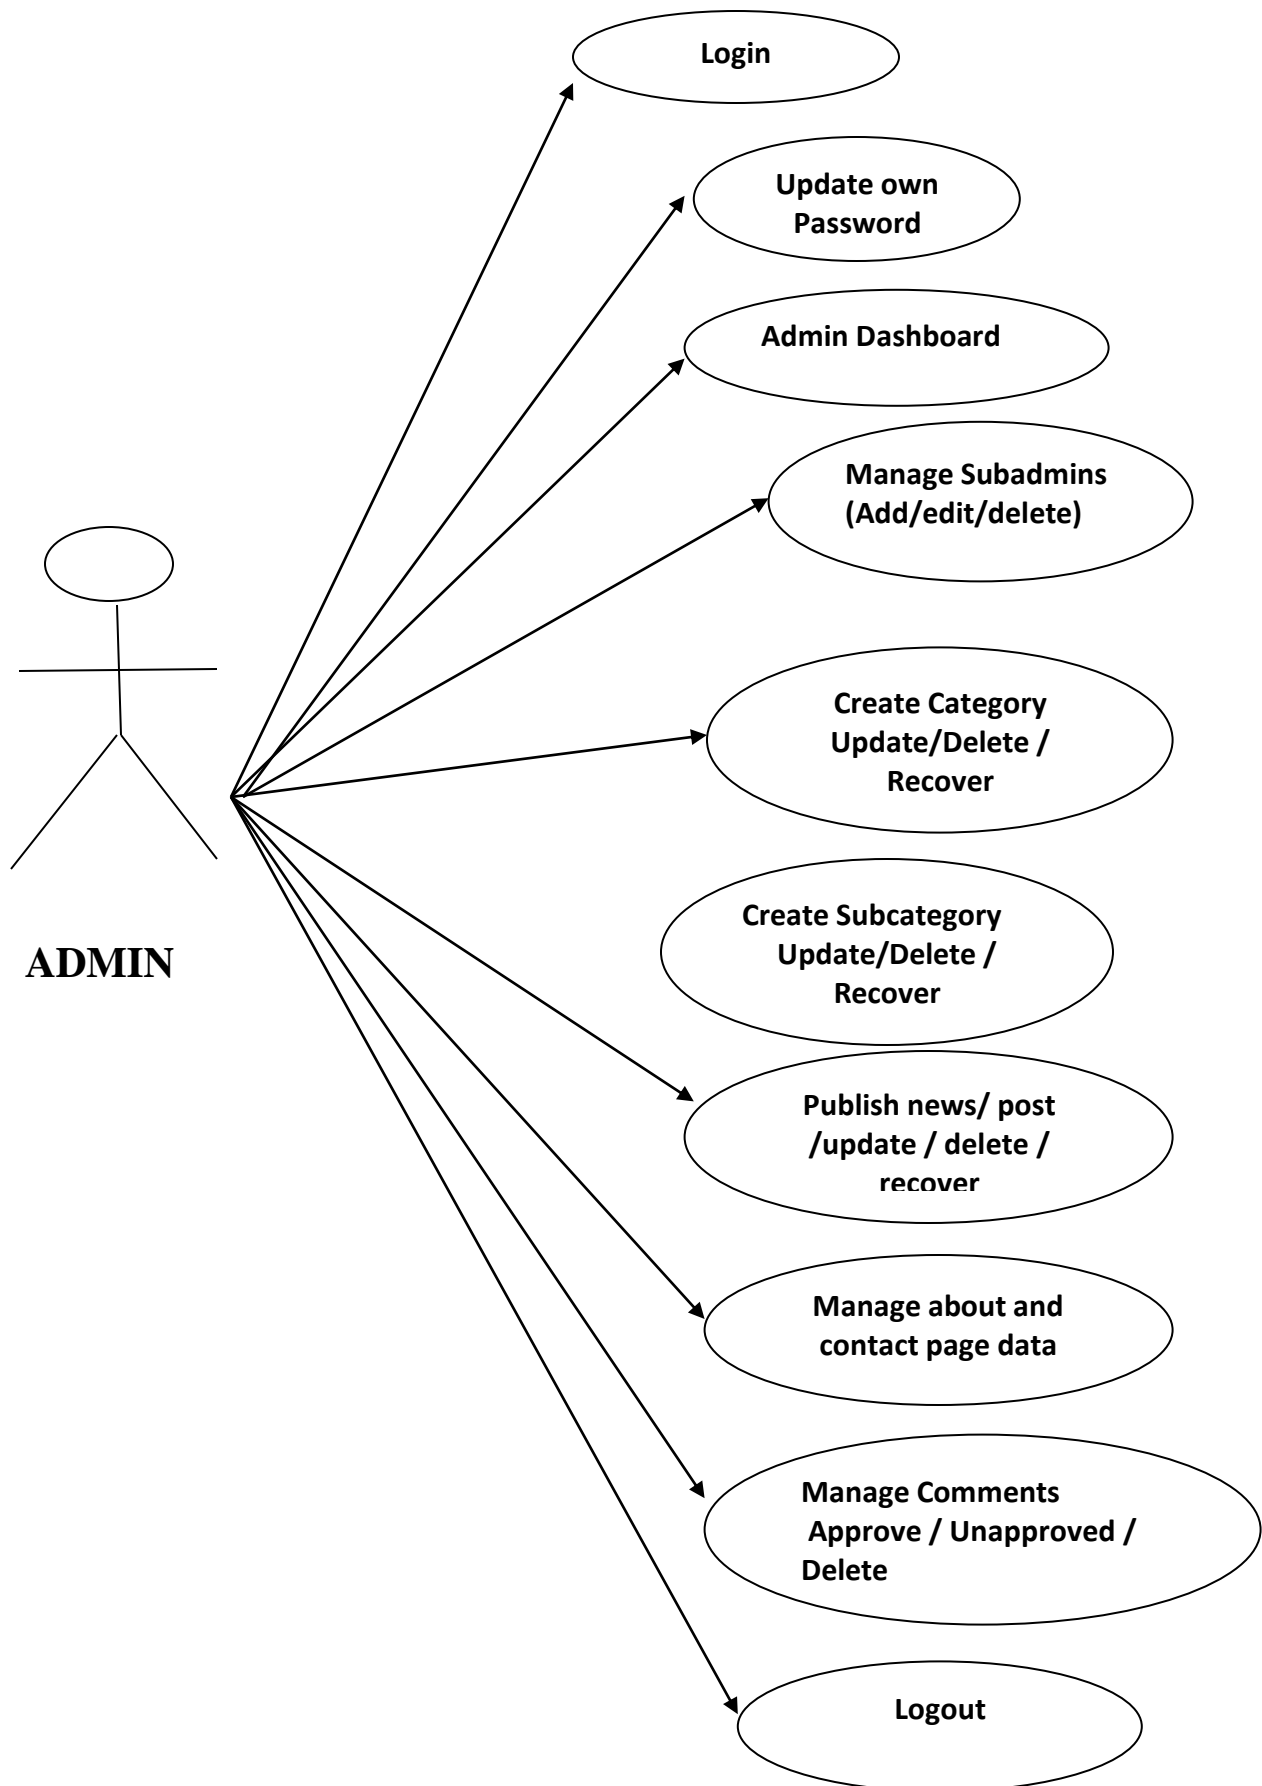 Login
Update own
Password
Admin Dashboard
Manage Subadmins
(Add/edit/delete)
Create Category
Update/Delete /
Recover
Create Subcategory
Update/Delete /
Recover
ADMIN
Publish news/ post
/update / delete /
recover
Manage about and
contact page data
Manage Comments
Approve / Unapproved /
Delete
Logout